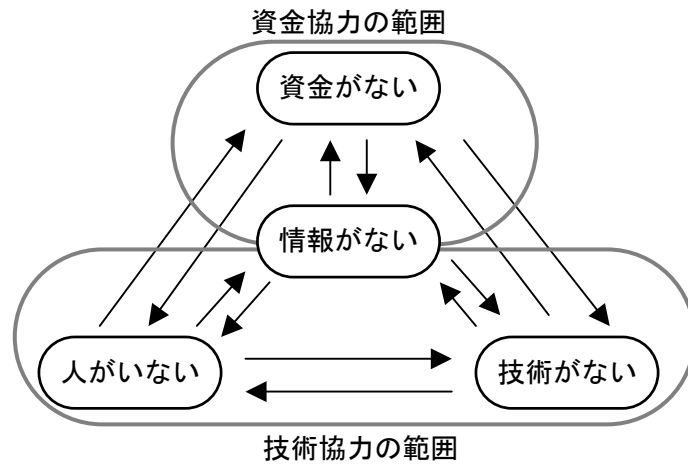 資金協力の範囲
資金がない
情報がない
人がいない
技術がない
技術協力の範囲